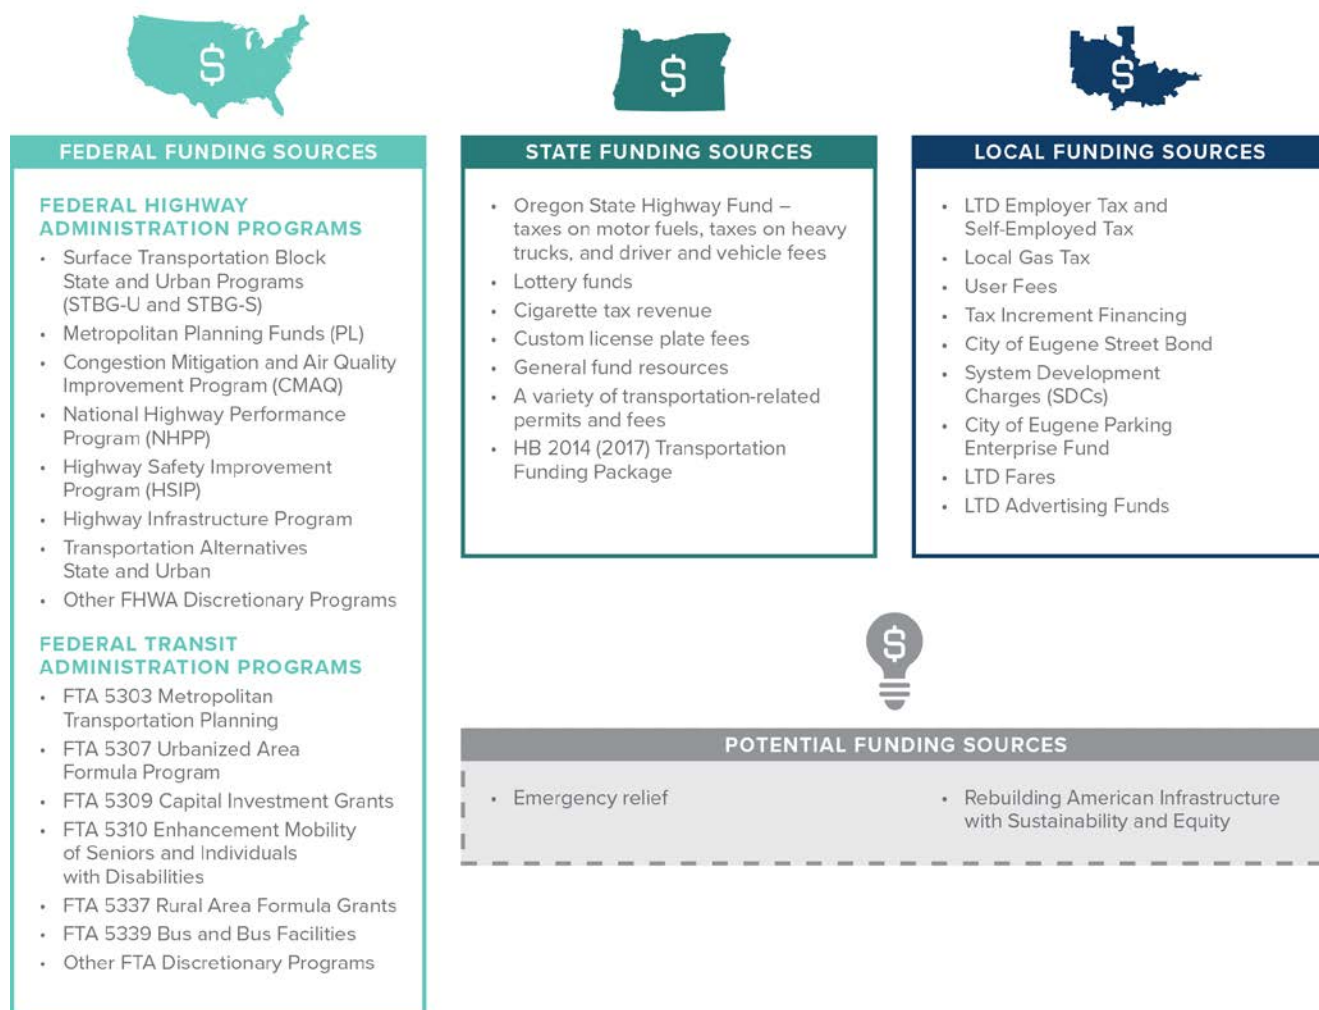 $
FEDERAL FUNDING SOURCES
FEDERAL HIGHWAY
ADMINISTRATION PROGRAMS
• Surface Transportation Block
State and Urban Programs
(STBG-U and STBG-S)
• Metropolitan Planning Funds (PL)
• Congestion Mitigation and Air Quality
Improvement Program (CMAQ)
• National Highway Performance
Program (NHPP)
• Highway Safety Improvement
Program (HSIP)
• Highway Infrastructure Program
• Transportation Alternatives
State and Urban
• Other FHWA Discretionary Programs
FEDERAL TRANSIT
ADMINISTRATION PROGRAMS
• FTA 5303 Metropolitan
Transportation Planning
• FTA 5307 Urbanized Area
Formula Program
• FTA 5309 Capital Investment Grants
• FTA 5310 Enhancement Mobility
of Seniors and Individuals
with Disabilities
• FTA 5337 Rural Area Formula Grants
• FTA 5339 Bus and Bus Facilities
• Other FTA Discretionary Programs
$
STATE FUNDING SOURCES
• Oregon State Highway Fund –
taxes on motor fuels, taxes on heavy
trucks, and driver and vehicle fees
• Lottery funds
• Cigarette tax revenue
• Custom license plate fees
• General fund resources
• A variety of transportation-related
permits and fees
• HB 2014 (2017) Transportation
Funding Package
$
LOCAL FUNDING SOURCES
• LTD Employer Tax and
Self-Employed Tax
• Local Gas Tax
• User Fees
• Tax Increment Financing
• City of Eugene Street Bond
• System Development
Charges (SDCs)
• City of Eugene Parking
Enterprise Fund
• LTD Fares
• LTD Advertising Funds
$
POTENTIAL FUNDING SOURCES
• Emergency relief
• Rebuilding American Infrastructure
with Sustainability and Equity